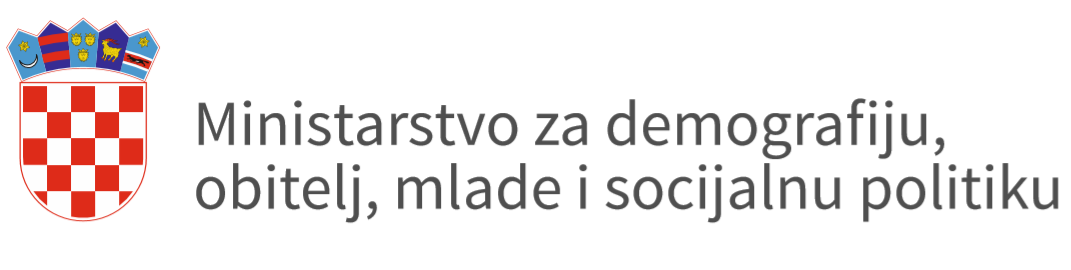 Ministarstvo za demografiju,
obitelj, mlade i socijalnu politiku